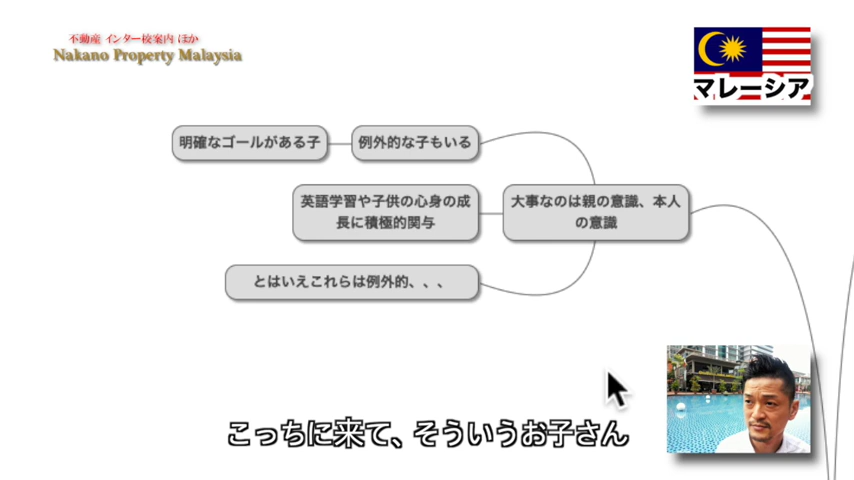 不動産 インター校案内 ほか
Nakano Property Malaysia
マレーシア
明確なゴールがある子
例外的な子もいる
英語学習や子供の心身の成
長に積極的関与
大事なのは親の意識、本人
の意識
とはいえこれらは例外的、、、
こっちに来て、そういうお子さん